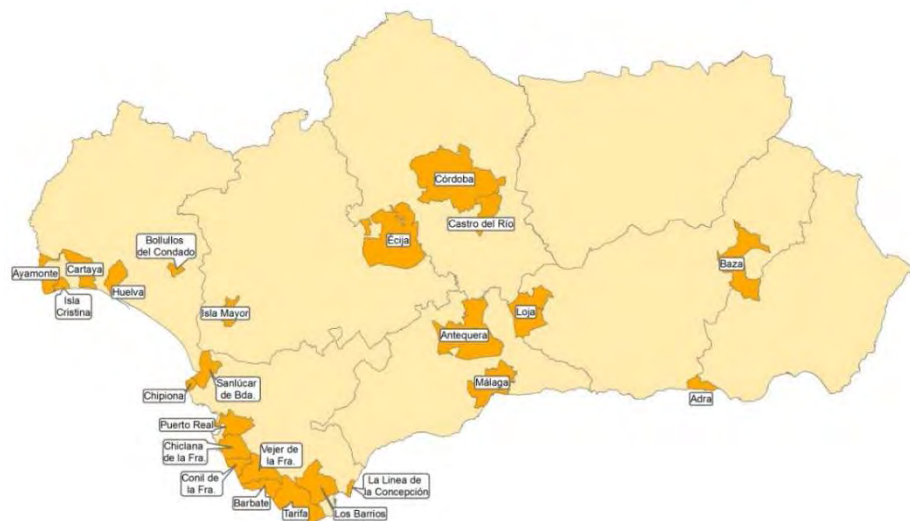 Córdoba
Castro del Río
Écija
Bollullos
del Condado
Ayamonte
Cartaya
Huelva
Isla
Cristina
Isla Mayor
Baza
Loja
Antequera
Málaga
Adra
Sanlúcar
de Bda.
Chipiona
Puerto Real
Chiclana
de la Fra.
Vejer de
la Fra.
Conil de
la Fra.
La Linea de
la Concepción
Barbate
Tarifa
Los Barrios